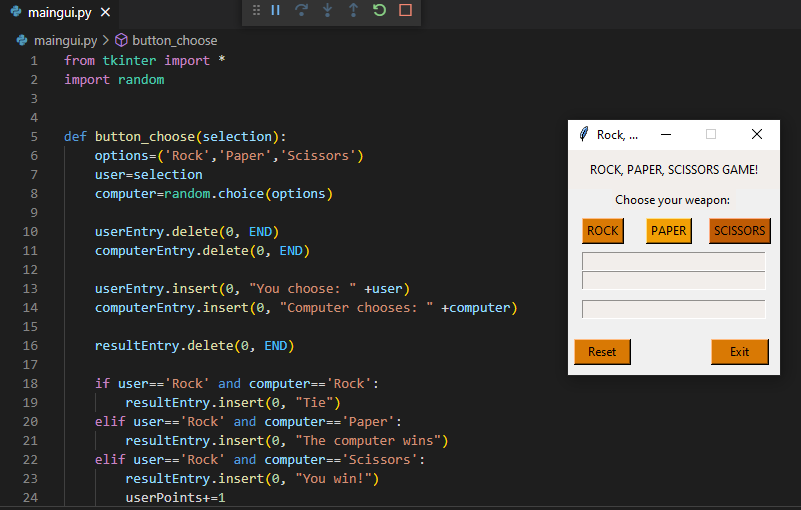 maingui.py
maingui.py > button_choose
1 from tkinter import *
2 import random
3
4
5 def button_choose(selection):
6 options=('Rock','Paper','Scissors')
7 user=selection
8 computer=random.choice(options)
9
10 userEntry.delete(0, END)
11 computerEntry.delete(0, END)
12
13 userEntry.insert(0, "You choose: " +user)
14 computerEntry.insert(0, "Computer chooses: " +computer)
15
16 resultEntry.delete(0, END)
17
18 if user=='Rock' and computer=='Rock':
19 resultEntry.insert(0, "Tie")
20 elif user=='Rock' and computer=='Paper':
21 resultEntry.insert(0, "The computer wins")
22 elif user=='Rock' and computer=='Scissors':
23 resultEntry.insert(0, "You win!")
24 userPoints+=1
Rock, ...
ROCK, PAPER, SCISSORS GAME!
Choose your weapon:
ROCK PAPER SCISSORS
Reset Exit